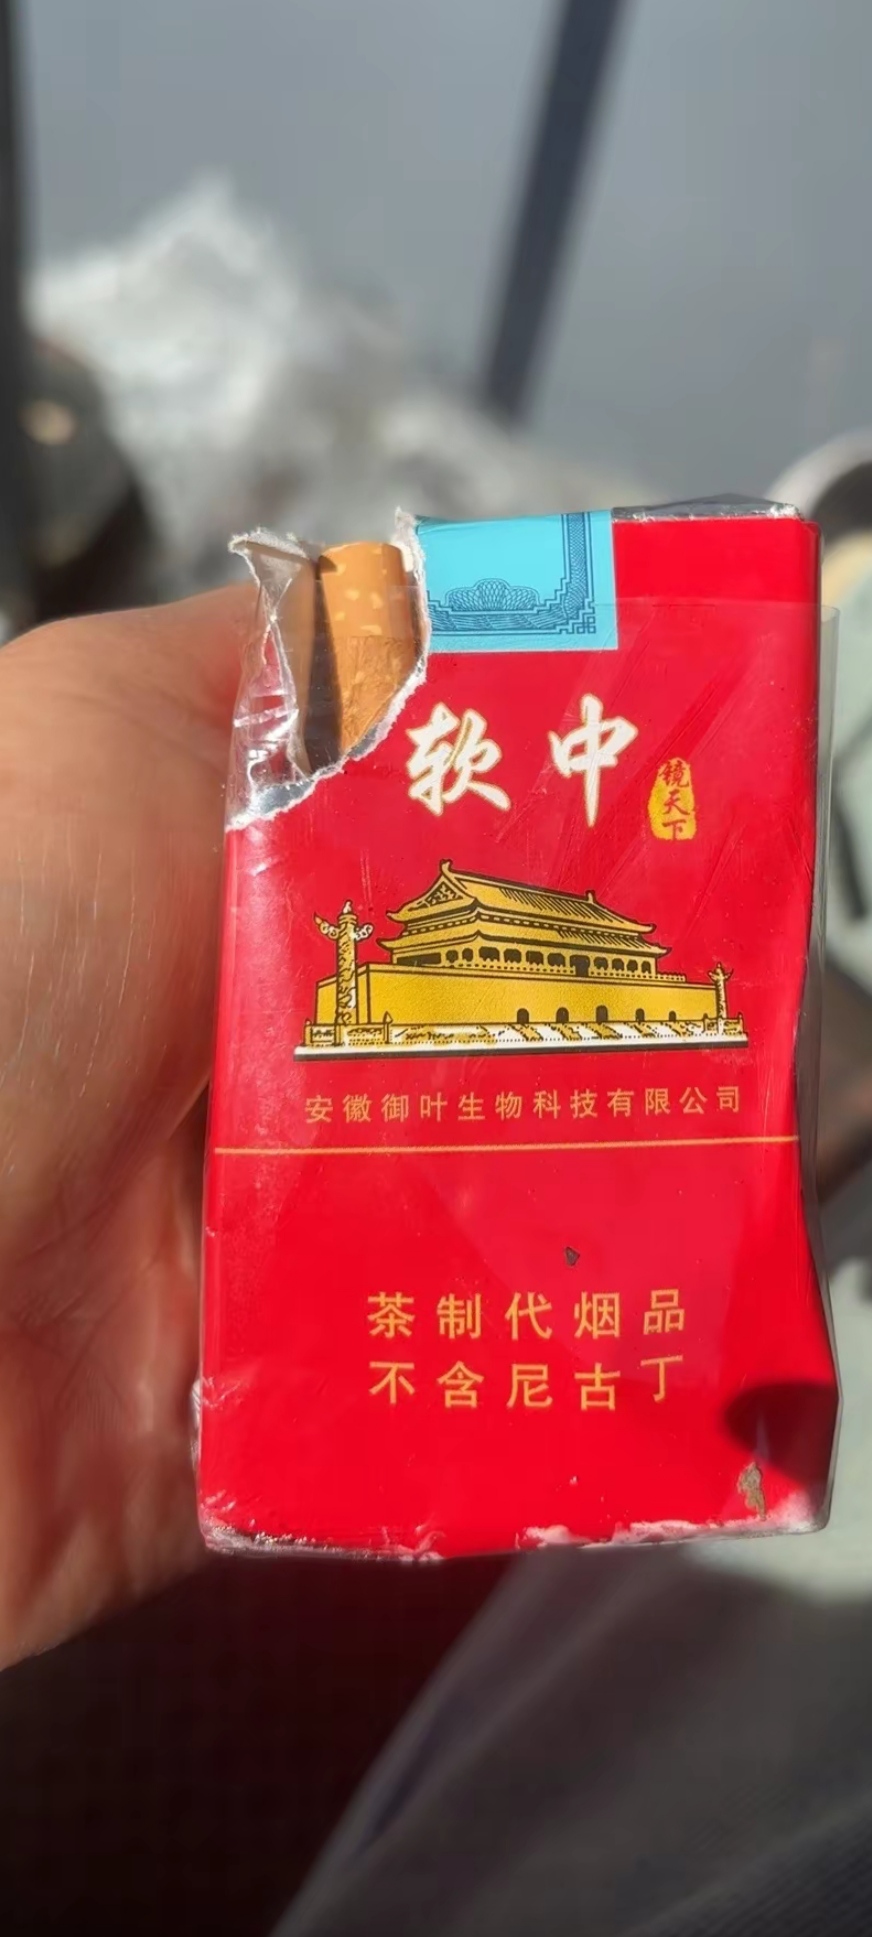 软中
镜天下
安徽御叶生物科技有限公司
茶制代烟品
不含尼古丁